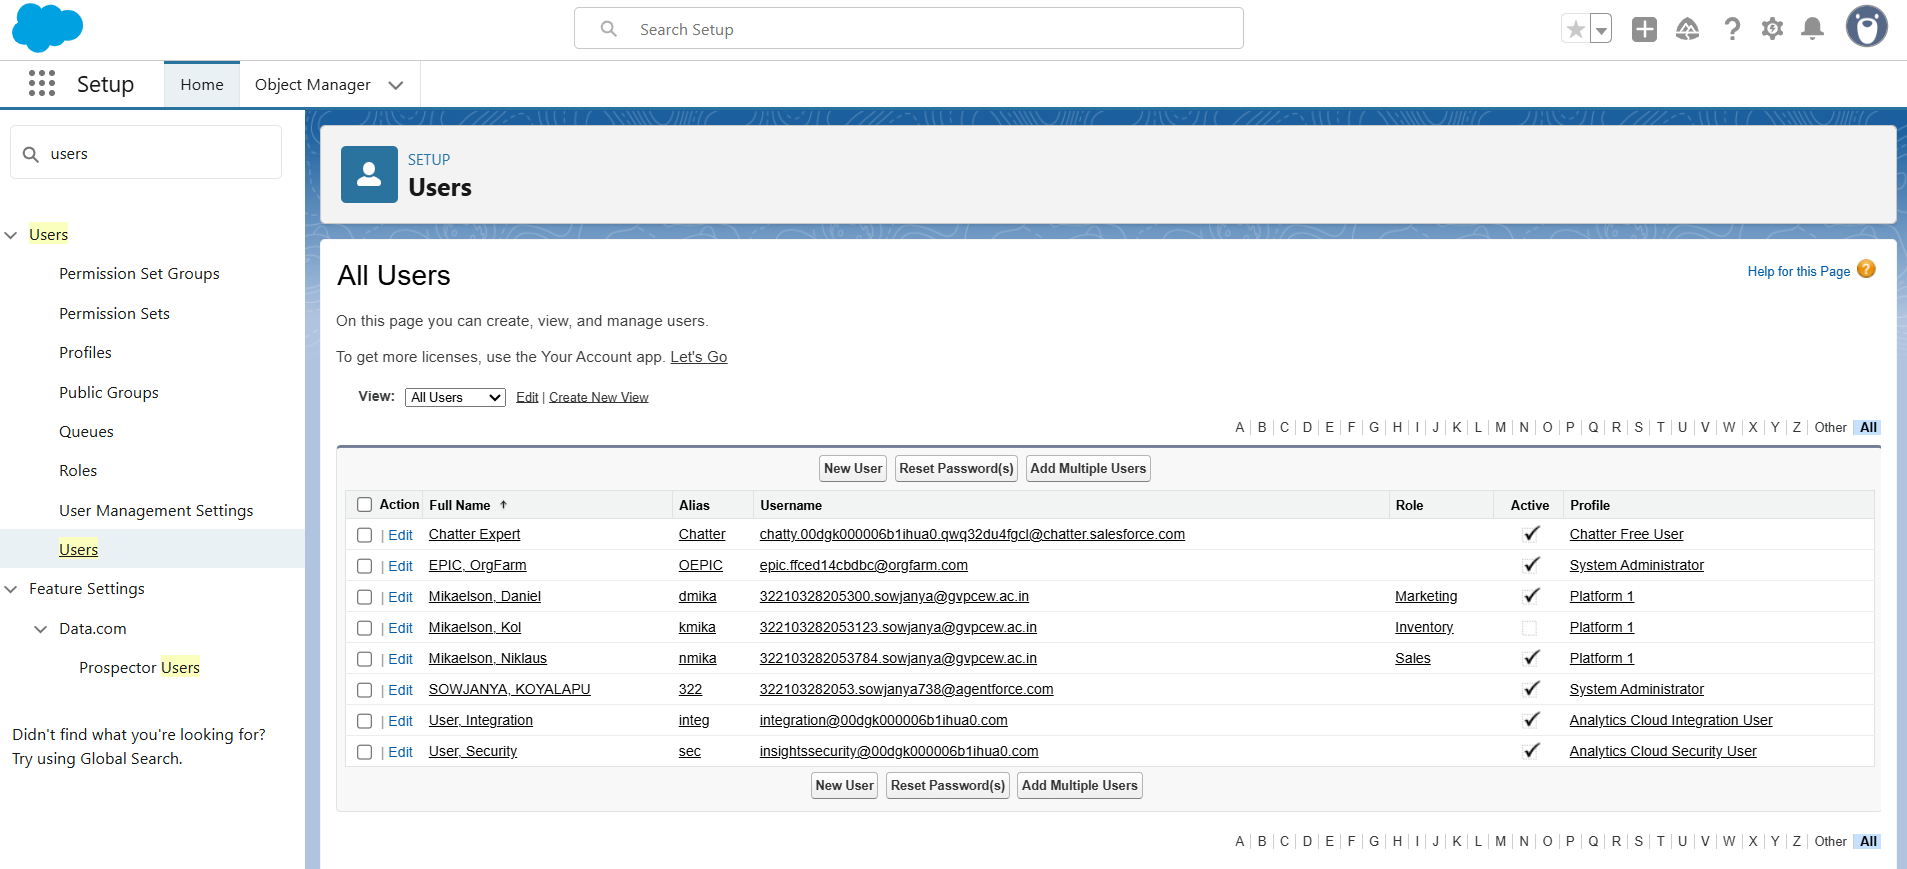 Search Setup
Setup Home Object Manager
users
Users
Permission Set Groups
Permission Sets
Profiles
Public Groups
Queues
Roles
User Management Settings
Users
Feature Settings
Data.com
Prospector Users
Didn't find what you're looking for?
Try using Global Search.
SETUP
Users
All Users
Help for this Page ?
On this page you can create, view, and manage users.
To get more licenses, use the Your Account app. Let's Go
View: All Users Edit | Create New View
A | B | C | D | E | F | G | H | I | J | K | L | M | N | O | P | Q | R | S | T | U | V | W | X | Y | Z | Other | All
New User Reset Password(s) Add Multiple Users
Action Full Name ↑ Alias Username Role Active Profile
| Edit Chatter Expert Chatter chatty.00dgk000006b1ihua0.qwq32du4fgcl@chatter.salesforce.com Chatter Free User
| Edit EPIC, OrgFarm OEPIC epic.ffced14cbdbc@orgfarm.com System Administrator
| Edit Mikaelson, Daniel dmika 32210328205300.sowjanya@gvpcew.ac.in Marketing Platform 1
| Edit Mikaelson, Kol kmika 322103282053123.sowjanya@gvpcew.ac.in Inventory Platform 1
| Edit Mikaelson, Niklaus nmika 322103282053784.sowjanya@gvpcew.ac.in Sales Platform 1
| Edit SOWJANYA, KOYALAPU 322 322103282053.sowjanya738@agentforce.com System Administrator
| Edit User, Integration integ integration@00dgk000006b1ihua0.com Analytics Cloud Integration User
| Edit User, Security sec insightssecurity@00dgk000006b1ihua0.com Analytics Cloud Security User
New User Reset Password(s) Add Multiple Users
A | B | C | D | E | F | G | H | I | J | K | L | M | N | O | P | Q | R | S | T | U | V | W | X | Y | Z | Other | All